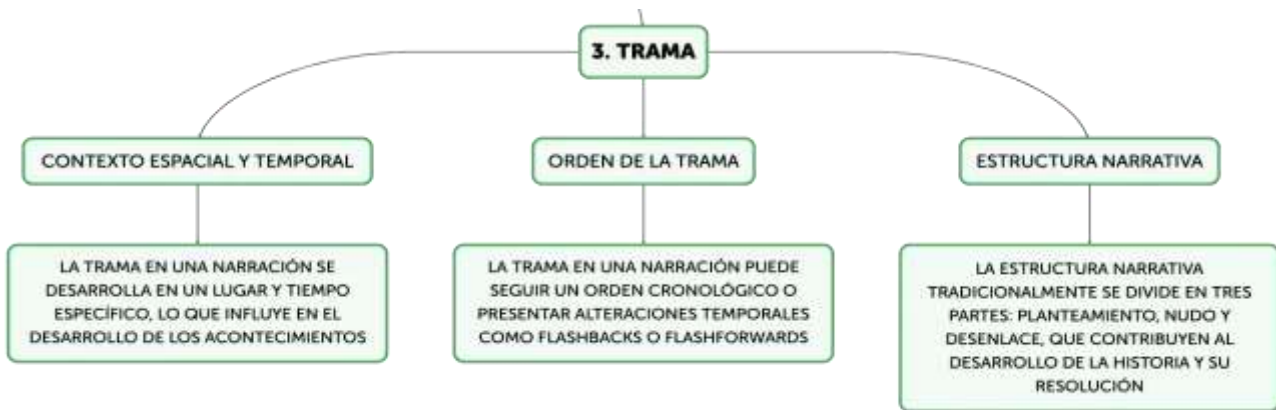 3. TRAMA
CONTEXTO ESPACIAL Y TEMPORAL
ORDEN DE LA TRAMA
ESTRUCTURA NARRATIVA
LA TRAMA EN UNA NARRACIÓN SE
DESARROLLA EN UN LUGAR Y TIEMPO
ESPECÍFICO, LO QUE INFLUYE EN EL
DESARROLLO DE LOS ACONTECIMIENTOS
LA TRAMA EN UNA NARRACIÓN PUEDE
SEGUIR UN ORDEN CRONOLÓGICO O
PRESENTAR ALTERACIONES TEMPORALES
COMO FLASHBACKS O FLASHFORWARDS
LA ESTRUCTURA NARRATIVA
TRADICIONALMENTE SE DIVIDE EN TRES
PARTES: PLANTEAMIENTO, NUDO Y
DESENLACE, QUE CONTRIBUYEN AL
DESARROLLO DE LA HISTORIA Y SU
RESOLUCIÓN